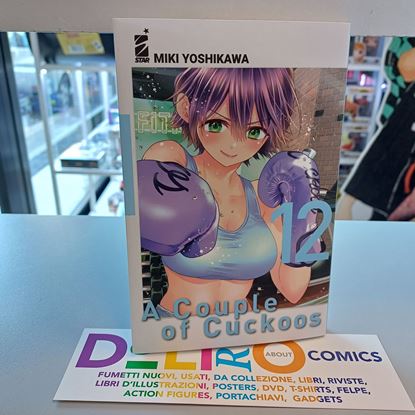 STAR MIKI YOSHIKAWA
FiT
12
A Couple
of Cuckoos
DeLIRIO ABOUT COMICS
FUMETTI NUOVI, USATI, DA COLLEZIONE, LIBRI, RIVISTE,
LIBRI D'ILLUSTRAZIONI, POSTERS, DVD, T-SHIRTS, FELPE,
ACTION FIGURES, PORTACHIAVI, GADGETS